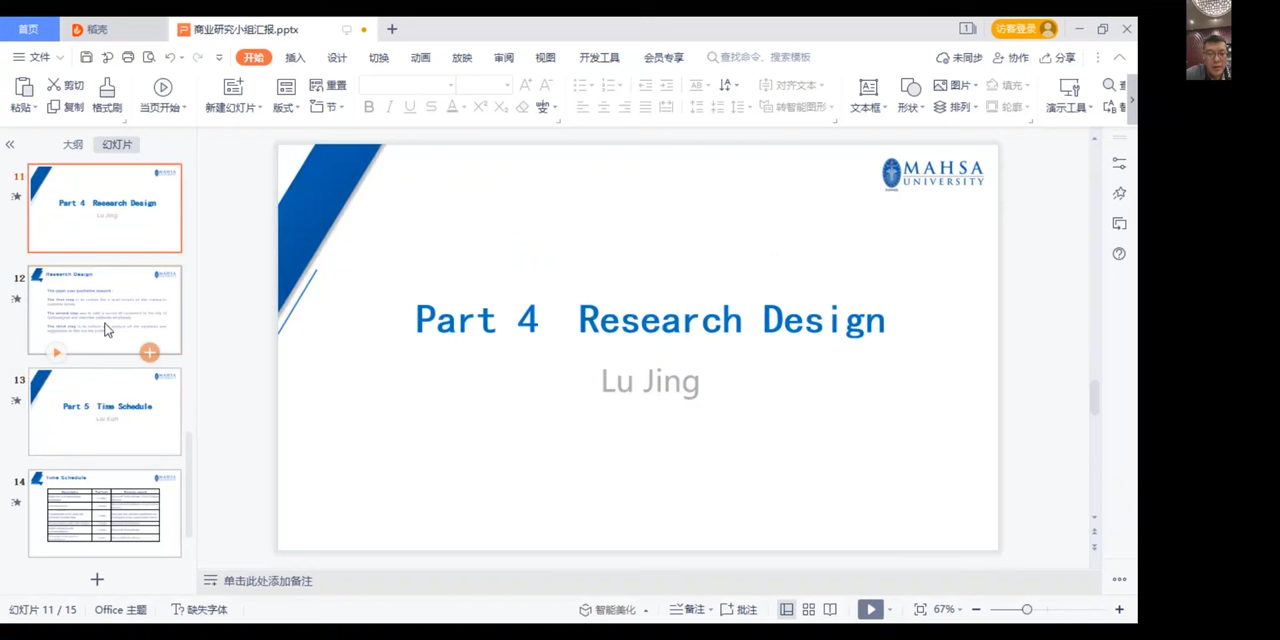 首页
稻壳
商业研究小组汇报.pptx
访客登录
文件
开始
插入
设计
切换
动画
放映
审阅
视图
开发工具
会员专享
查找命令、搜索模板
未同步
协作
分享
粘贴
剪切
复制
格式刷
当页开始
新建幻灯片
版式
重置
节
B I U S A X² X₂
对齐文本
转智能图形
文本框
形状
图片
排列
填充
轮廓
演示工具
大纲
幻灯片
11
Part 4 Research Design
Lu Jing
12
Research Design
13
Part 5 Time Schedule
Liu Kun
14
Time Schedule
MAHSA
UNIVERSITY
Part 4 Research Design
Lu Jing
单击此处添加备注
幻灯片 11 / 15
Office 主题
缺失字体
智能美化
备注
批注
67%